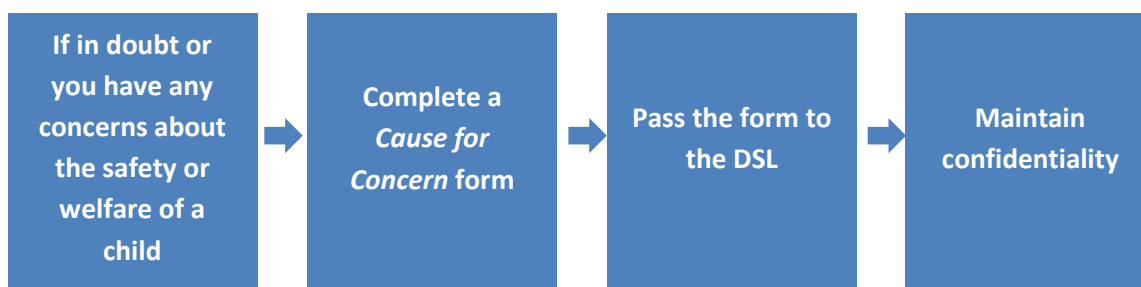 If in doubt or
you have any
concerns about
the safety or
welfare of a
child
Complete a
Cause for
Concern form
Pass the form to
the DSL
Maintain
confidentiality